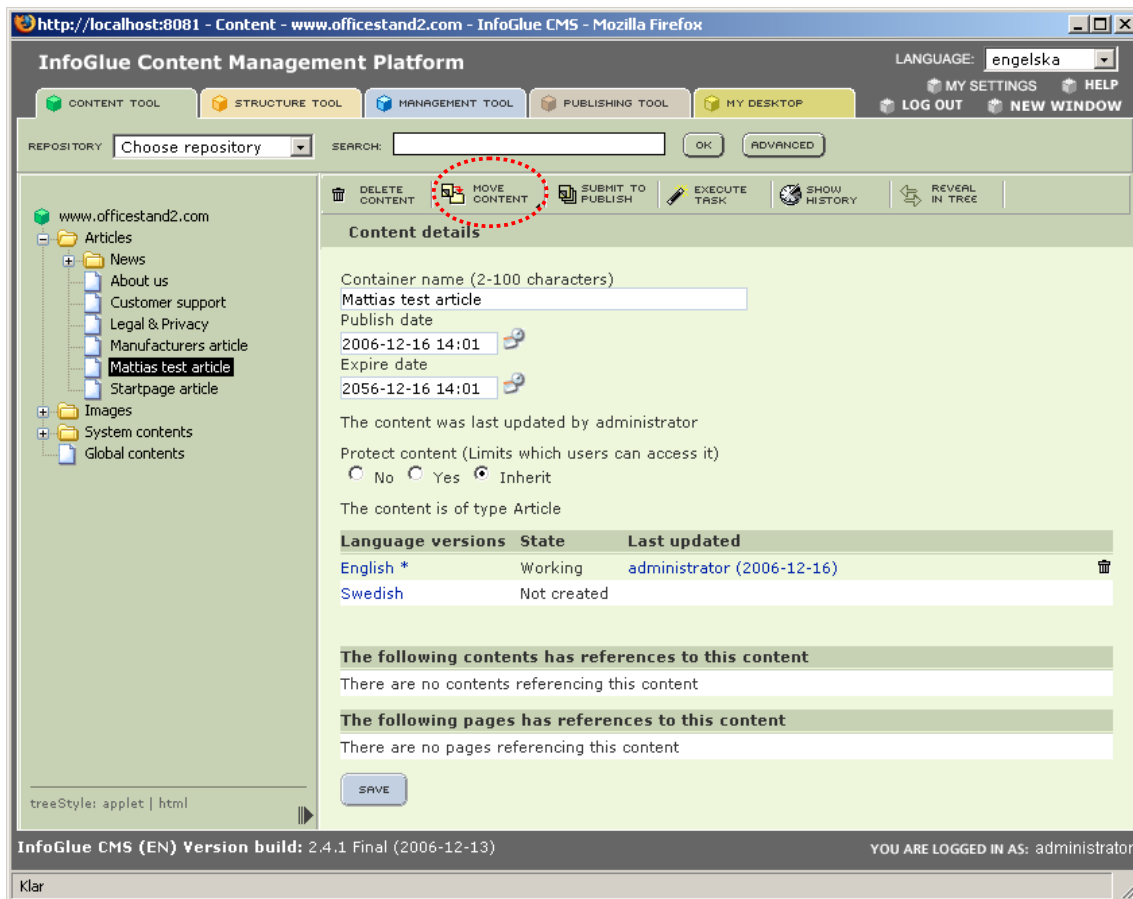 http://localhost:8081 - Content - www.officestand2.com - InfoGlue CMS - Mozilla Firefox
InfoGlue Content Management Platform
LANGUAGE: engelska
MY SETTINGS HELP
LOG OUT NEW WINDOW
CONTENT TOOL STRUCTURE TOOL MANAGEMENT TOOL PUBLISHING TOOL MY DESKTOP
REPOSITORY Choose repository SEARCH: OK ADVANCED
DELETE CONTENT MOVE CONTENT SUBMIT TO PUBLISH EXECUTE TASK SHOW HISTORY REVEAL IN TREE
www.officestand2.com
Articles
News
About us
Customer support
Legal & Privacy
Manufacturers article
Mattias test article
Startpage article
Images
System contents
Global contents
treeStyle: applet | html
Content details
Container name (2-100 characters)
Mattias test article
Publish date
2006-12-16 14:01
Expire date
2056-12-16 14:01
The content was last updated by administrator
Protect content (Limits which users can access it)
No Yes Inherit
The content is of type Article
Language versions State Last updated
English * Working administrator (2006-12-16)
Swedish Not created
The following contents has references to this content
There are no contents referencing this content
The following pages has references to this content
There are no pages referencing this content
SAVE
InfoGlue CMS (EN) Version build: 2.4.1 Final (2006-12-13) YOU ARE LOGGED IN AS: administrator
Klar